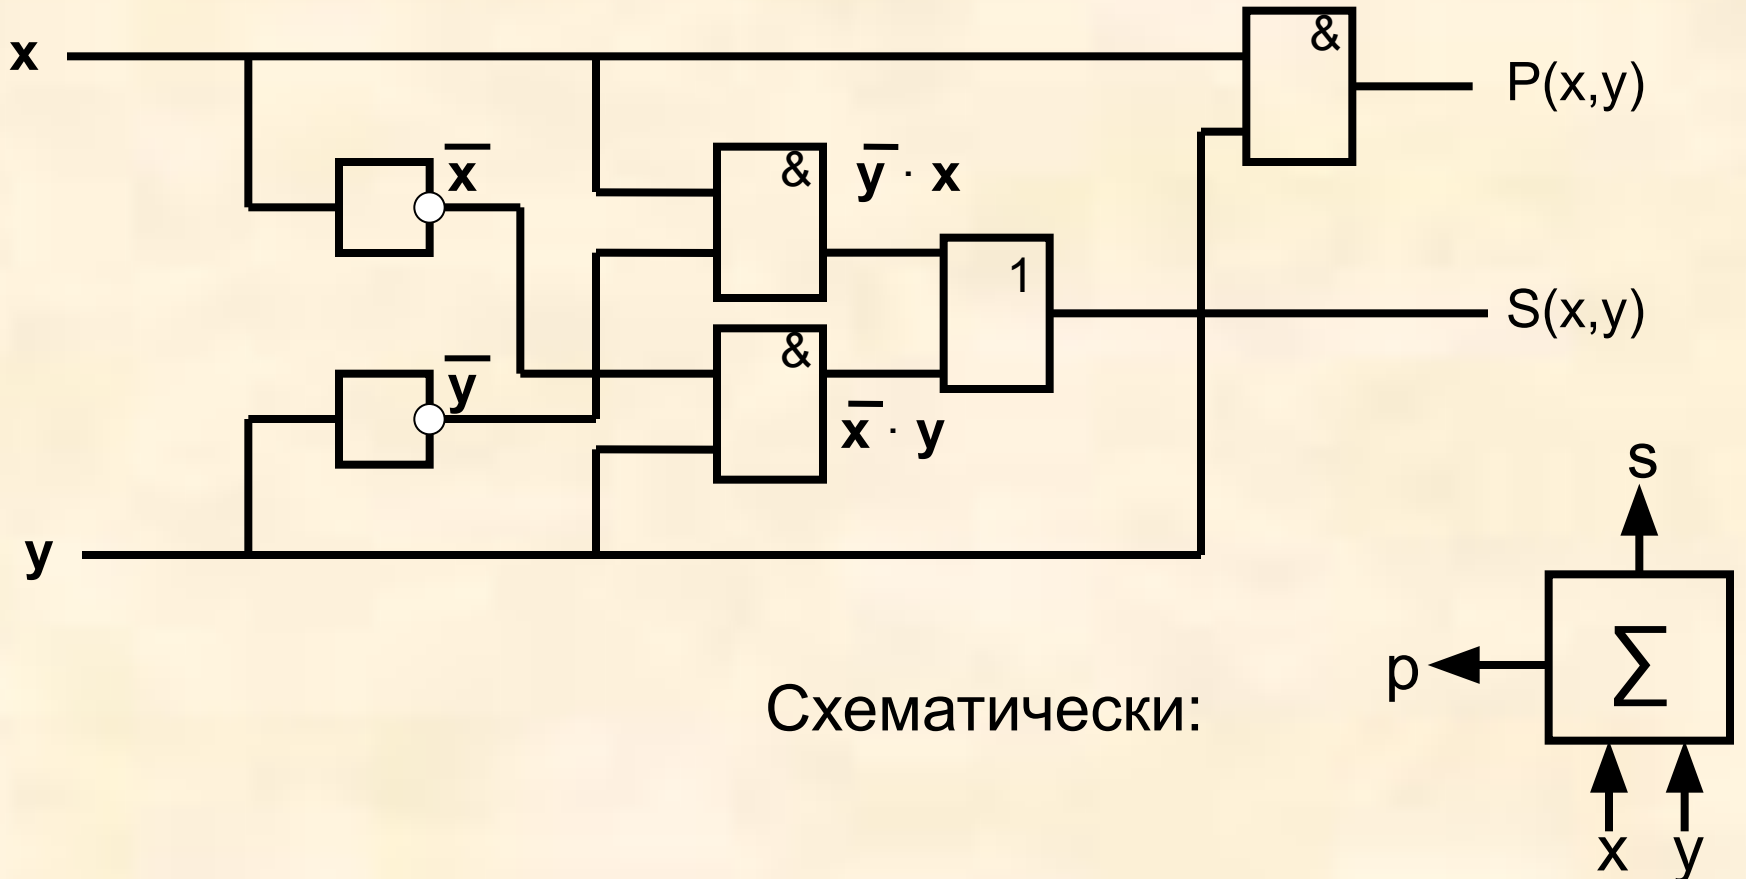 x
&
P(x,y)
x̅
&
y̅ · x
1
S(x,y)
y̅
&
x̅ · y
y
s
p
Σ
Схематически:
x y